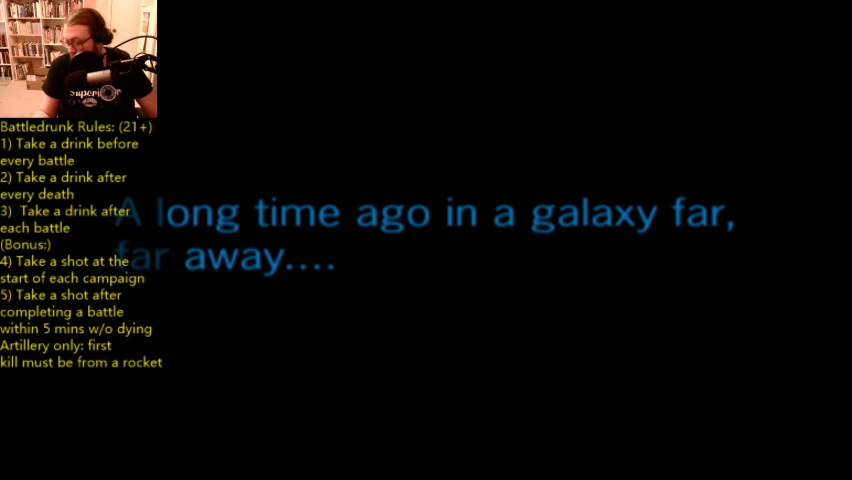 Superior
Battledrunk Rules: (21+)
1) Take a drink before
every battle
2) Take a drink after
every death
3) Take a drink after
each battle
(Bonus:)
4) Take a shot at the
start of each campaign
5) Take a shot after
completing a battle
within 5 mins w/o dying
Artillery only: first
kill must be from a rocket
A long time ago in a galaxy far,
far away....